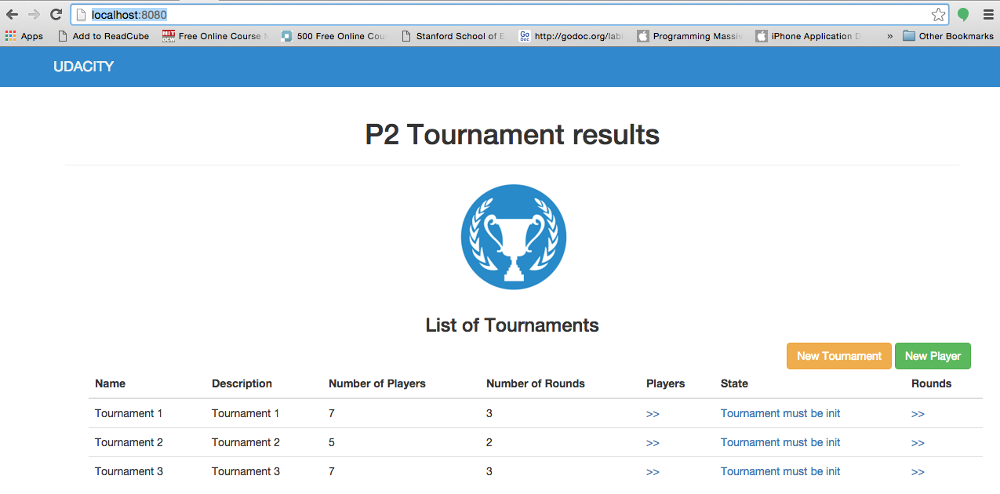 localhost:8080
Apps Add to ReadCube MIT OCW Free Online Course 500 Free Online Cou Stanford School of E Go Doc http://godoc.org/lab Programming Massiv iPhone Application D » Other Bookmarks
UDACITY
P2 Tournament results
List of Tournaments
New Tournament New Player
Name Description Number of Players Number of Rounds Players State Rounds
Tournament 1 Tournament 1 7 3 >> Tournament must be init >>
Tournament 2 Tournament 2 5 2 >> Tournament must be init >>
Tournament 3 Tournament 3 7 3 >> Tournament must be init >>